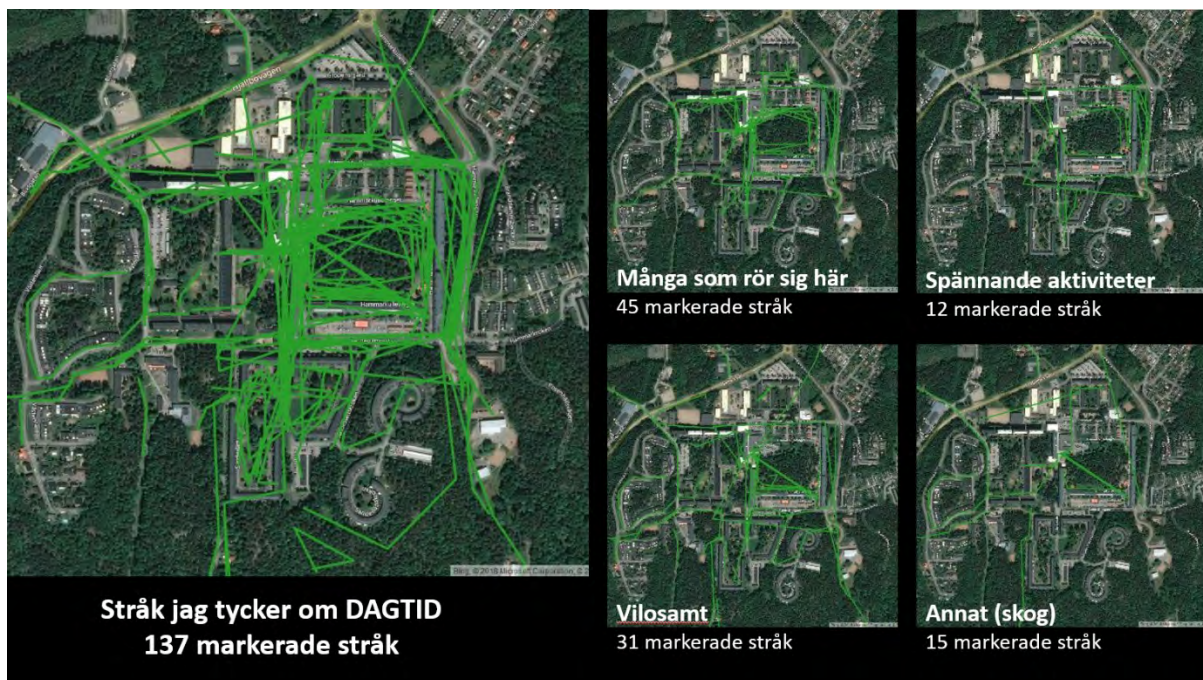 Hjällbovägen
Stråk jag tycker om DAGTID
137 markerade stråk
Många som rör sig här
45 markerade stråk
Spännande aktiviteter
12 markerade stråk
Vilosamt
31 markerade stråk
Annat (skog)
15 markerade stråk